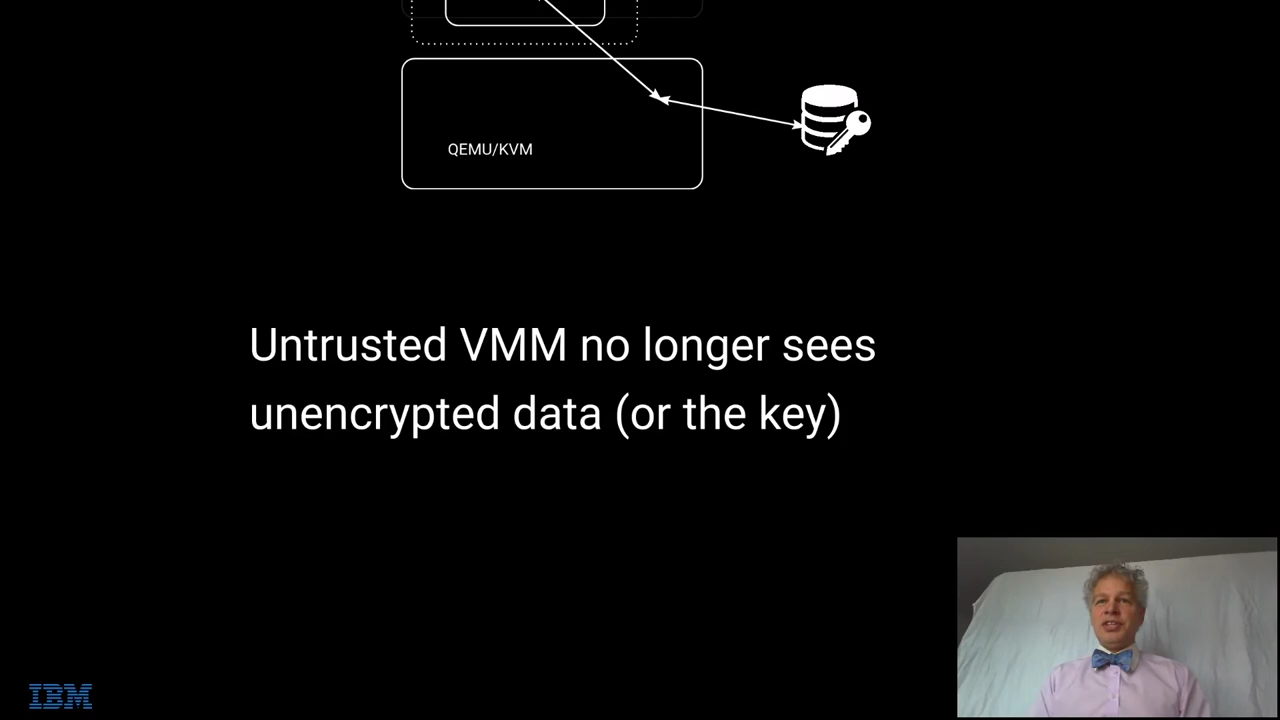 QEMU/KVM
Untrusted VMM no longer sees
unencrypted data (or the key)
IBM